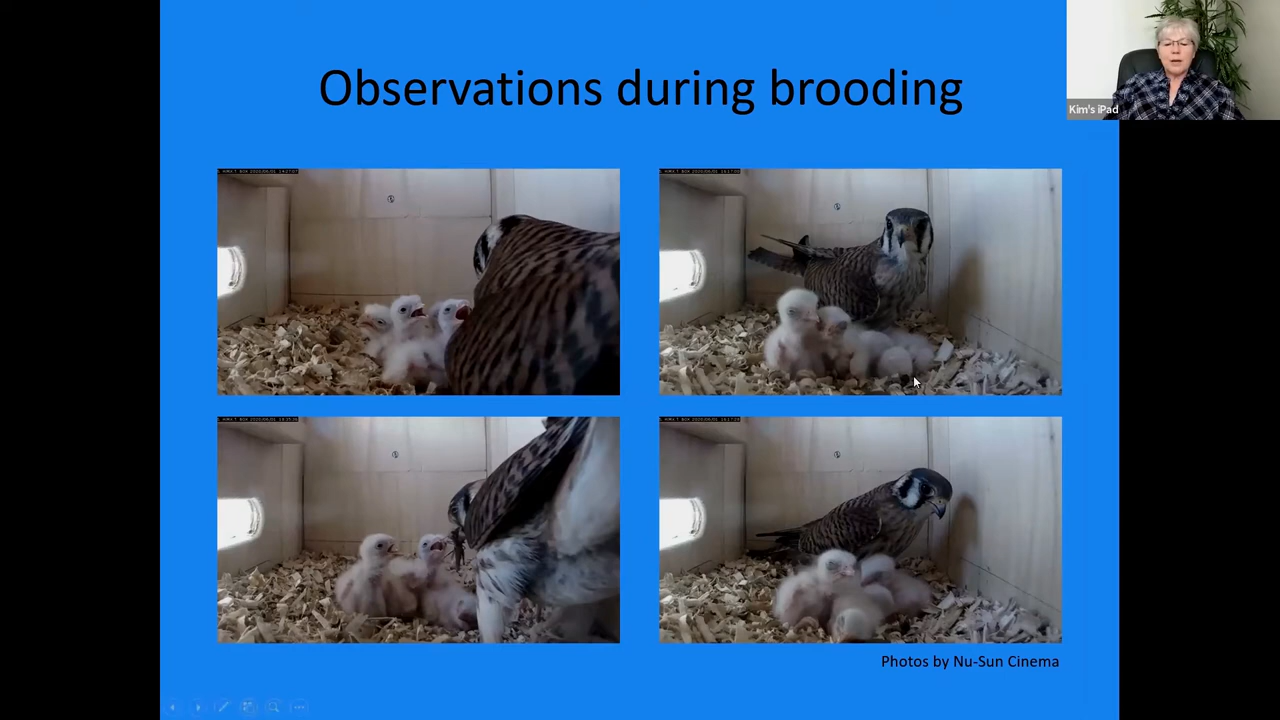 Observations during brooding
Kim's iPad
Photos by Nu-Sun Cinema